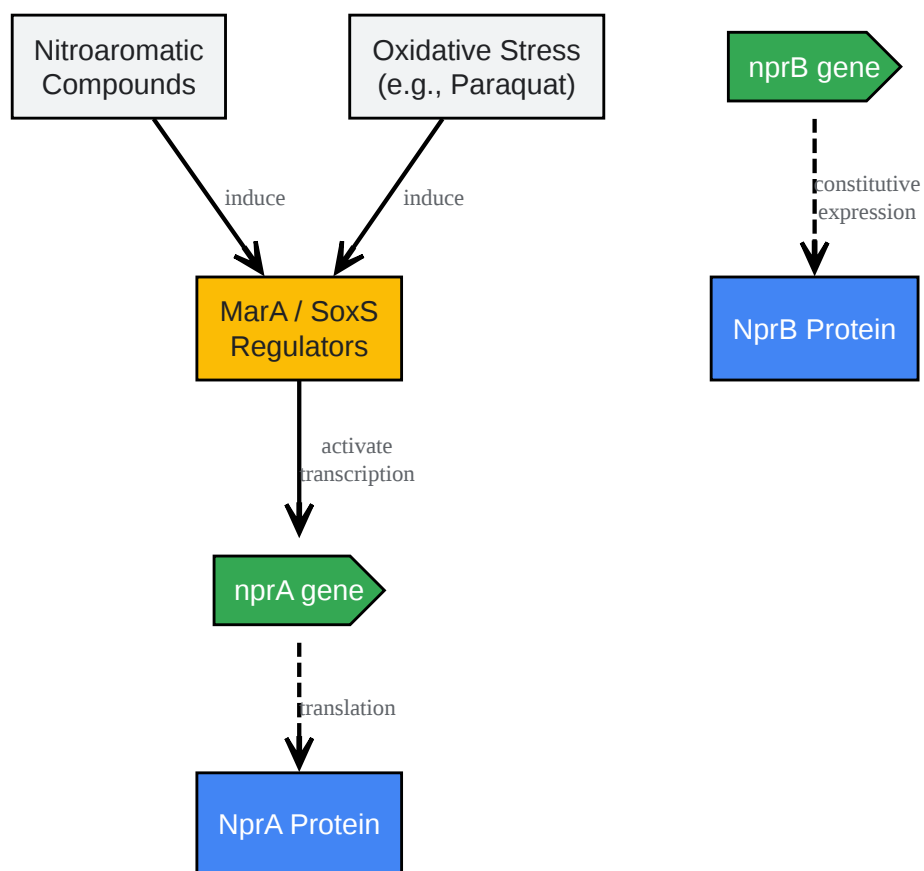 Nitroaromatic
Compounds
Oxidative Stress
(e.g., Paraquat)
nprB gene
induce
induce
constitutive
expression
MarA / SoxS
Regulators
NprB Protein
activate
transcription
nprA gene
translation
NprA Protein